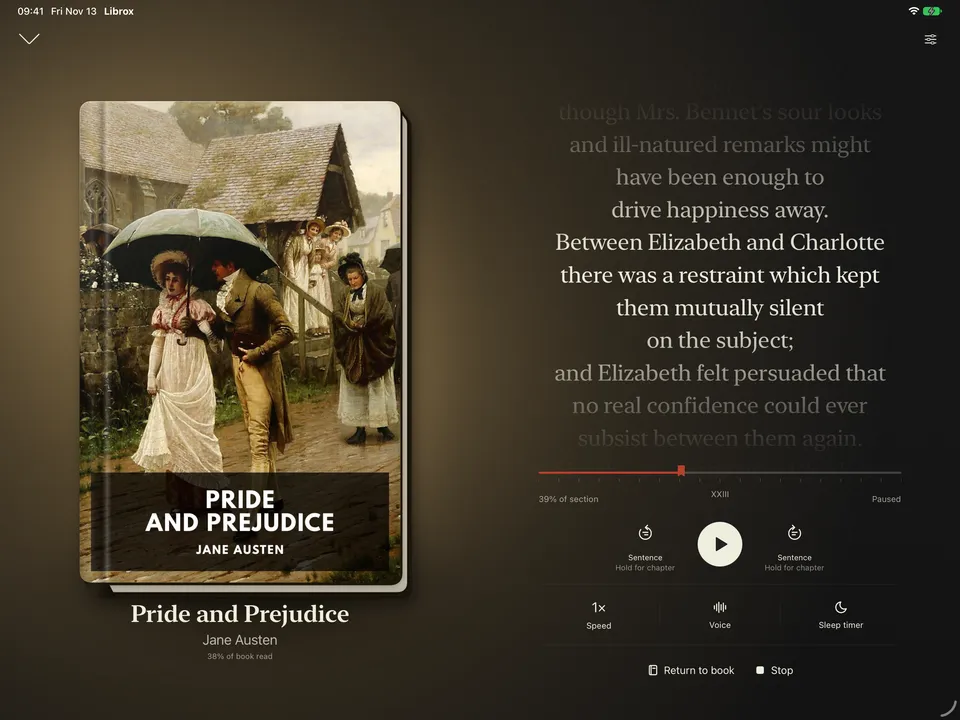 09:41 Fri Nov 13 Librox
PRIDE
AND PREJUDICE
JANE AUSTEN
Pride and Prejudice
Jane Austen
38% of book read
though Mrs. Bennet's sour looks
and ill-natured remarks might
have been enough to
drive happiness away.
Between Elizabeth and Charlotte
there was a restraint which kept
them mutually silent
on the subject;
and Elizabeth felt persuaded that
no real confidence could ever
subsist between them again.
39% of section XXIII Paused
Sentence Sentence
Hold for chapter Hold for chapter
1×
Speed Voice Sleep timer
Return to book Stop